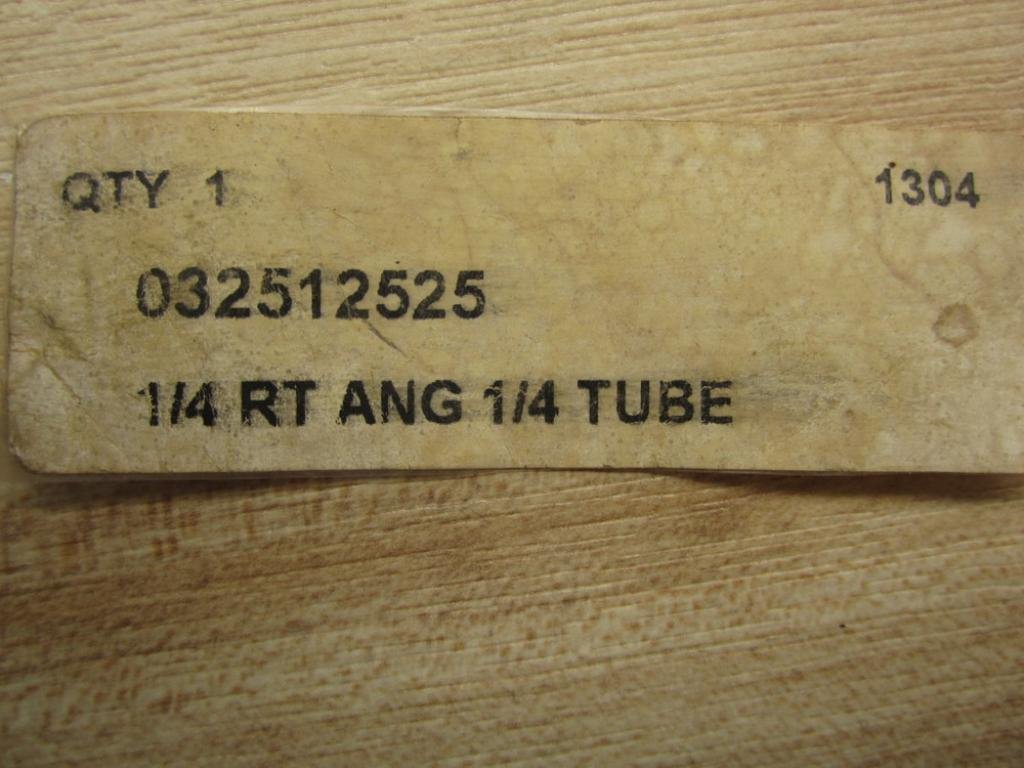 QTY 1 1304
032512525
1/4 RT ANG 1/4 TUBE